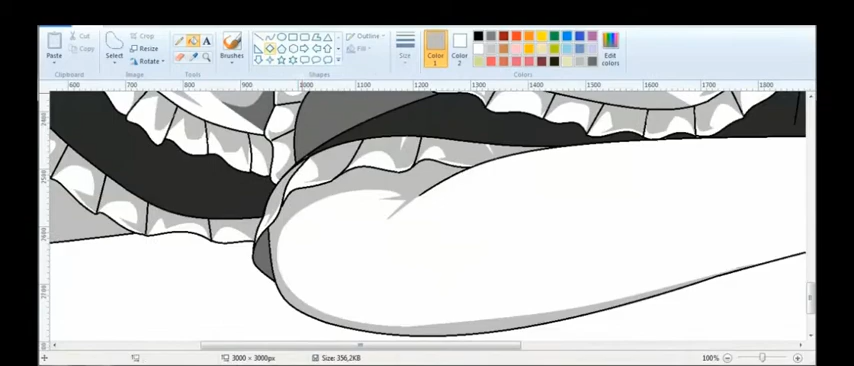 Paste
Cut
Copy
Clipboard
Select
Crop
Resize
Rotate
Image
A
Tools
Brushes
Outline
Fill
Shapes
Size
Color
1
Color
2
Edit
colors
Colors
600 700 800 900 1000 1100 1200 1300 1400 1500 1600 1700 1800
3000 × 3000px
Size: 356,2KB
100%